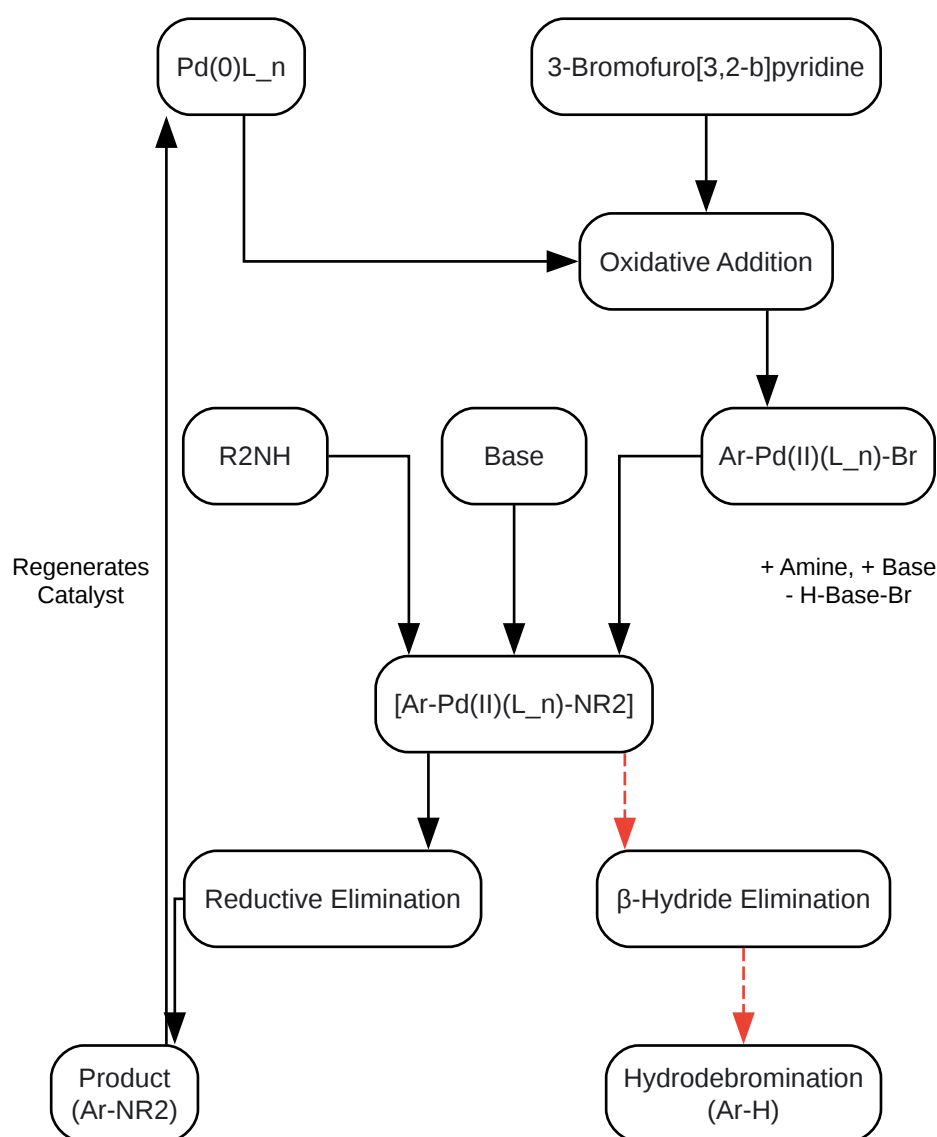 Pd(0)L_n
3-Bromofuro[3,2-b]pyridine
Oxidative Addition
R2NH
Base
Ar-Pd(II)(L_n)-Br
Regenerates
Catalyst
+ Amine, + Base
- H-Base-Br
[Ar-Pd(II)(L_n)-NR2]
Reductive Elimination
β-Hydride Elimination
Product
(Ar-NR2)
Hydrodebromination
(Ar-H)